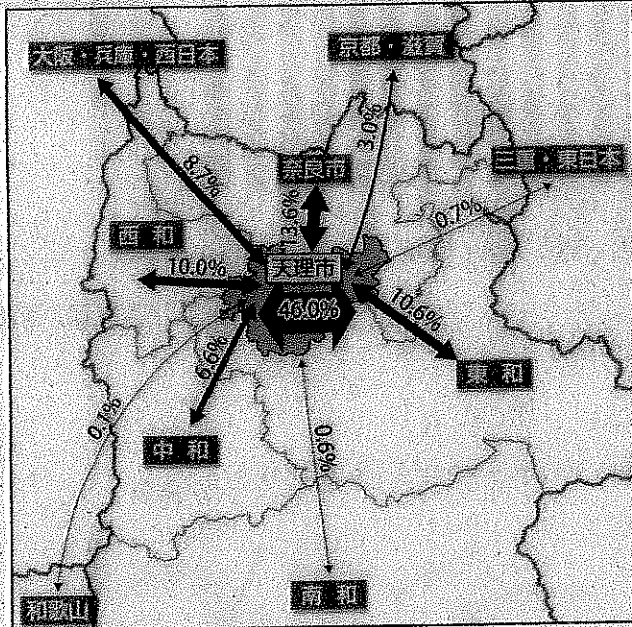 大阪・兵庫・西日本
京都・滋賀
3.0%
三重・東日本
8.7%
奈良市
13.6%
0.7%
西 和
10.0%
天理市
46.0%
10.6%
東 和
6.6%
0.1%
中 和
0.6%
和歌山
南 和